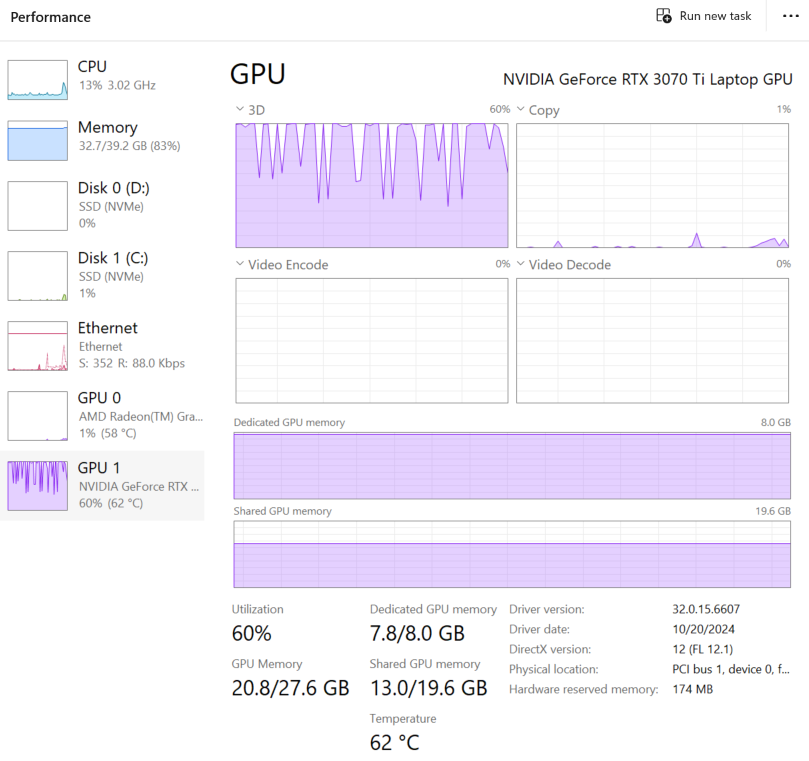 Performance
Run new task
CPU
13% 3.02 GHz
Memory
32.7/39.2 GB (83%)
Disk 0 (D:)
SSD (NVMe)
0%
Disk 1 (C:)
SSD (NVMe)
1%
Ethernet
Ethernet
S: 352 R: 88.0 Kbps
GPU 0
AMD Radeon(TM) Gra...
1% (58 °C)
GPU 1
NVIDIA GeForce RTX ...
60% (62 °C)
GPU
NVIDIA GeForce RTX 3070 Ti Laptop GPU
3D 60%
Copy 1%
Video Encode 0%
Video Decode 0%
Dedicated GPU memory 8.0 GB
Shared GPU memory 19.6 GB
Utilization
60%
Dedicated GPU memory
7.8/8.0 GB
GPU Memory
20.8/27.6 GB
Shared GPU memory
13.0/19.6 GB
Temperature
62 °C
Driver version: 32.0.15.6607
Driver date: 10/20/2024
DirectX version: 12 (FL 12.1)
Physical location: PCI bus 1, device 0, f...
Hardware reserved memory: 174 MB